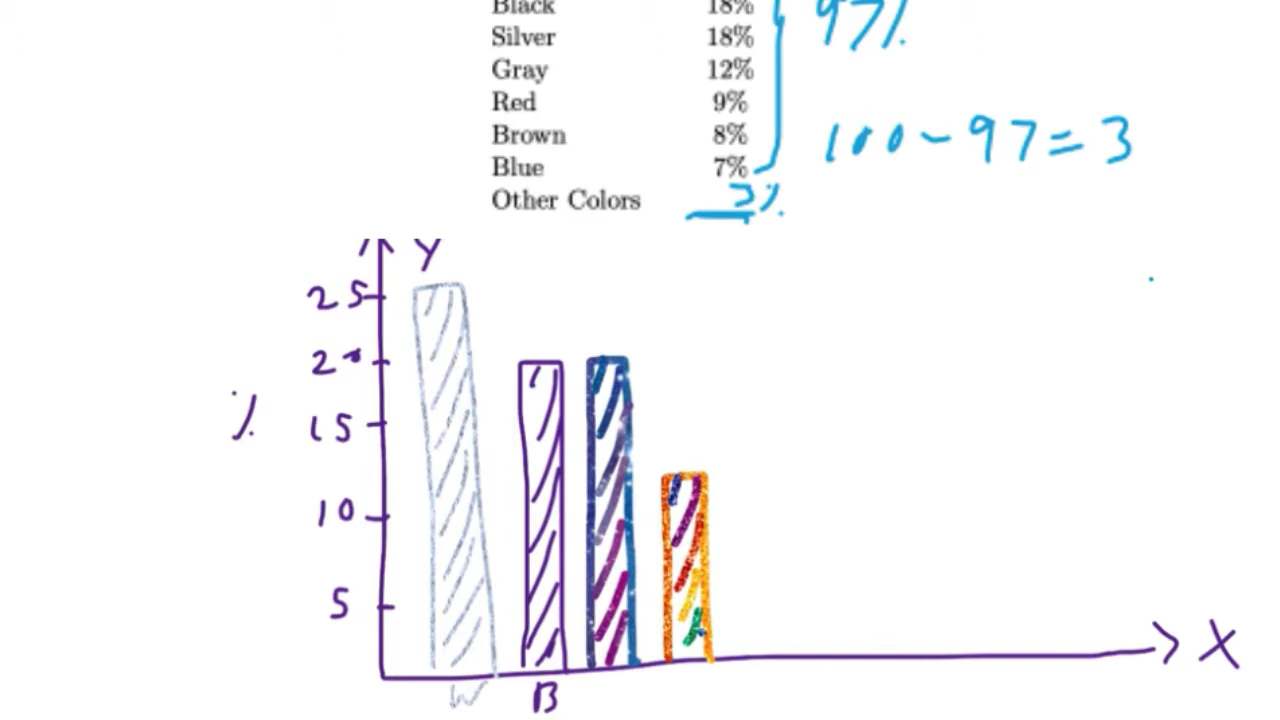 Black 18%
Silver 18%
Gray 12%
Red 9%
Brown 8%
Blue 7%
Other Colors 3%
97%
100-97=3
Y
25
20
15
10
5
%
X
W
B